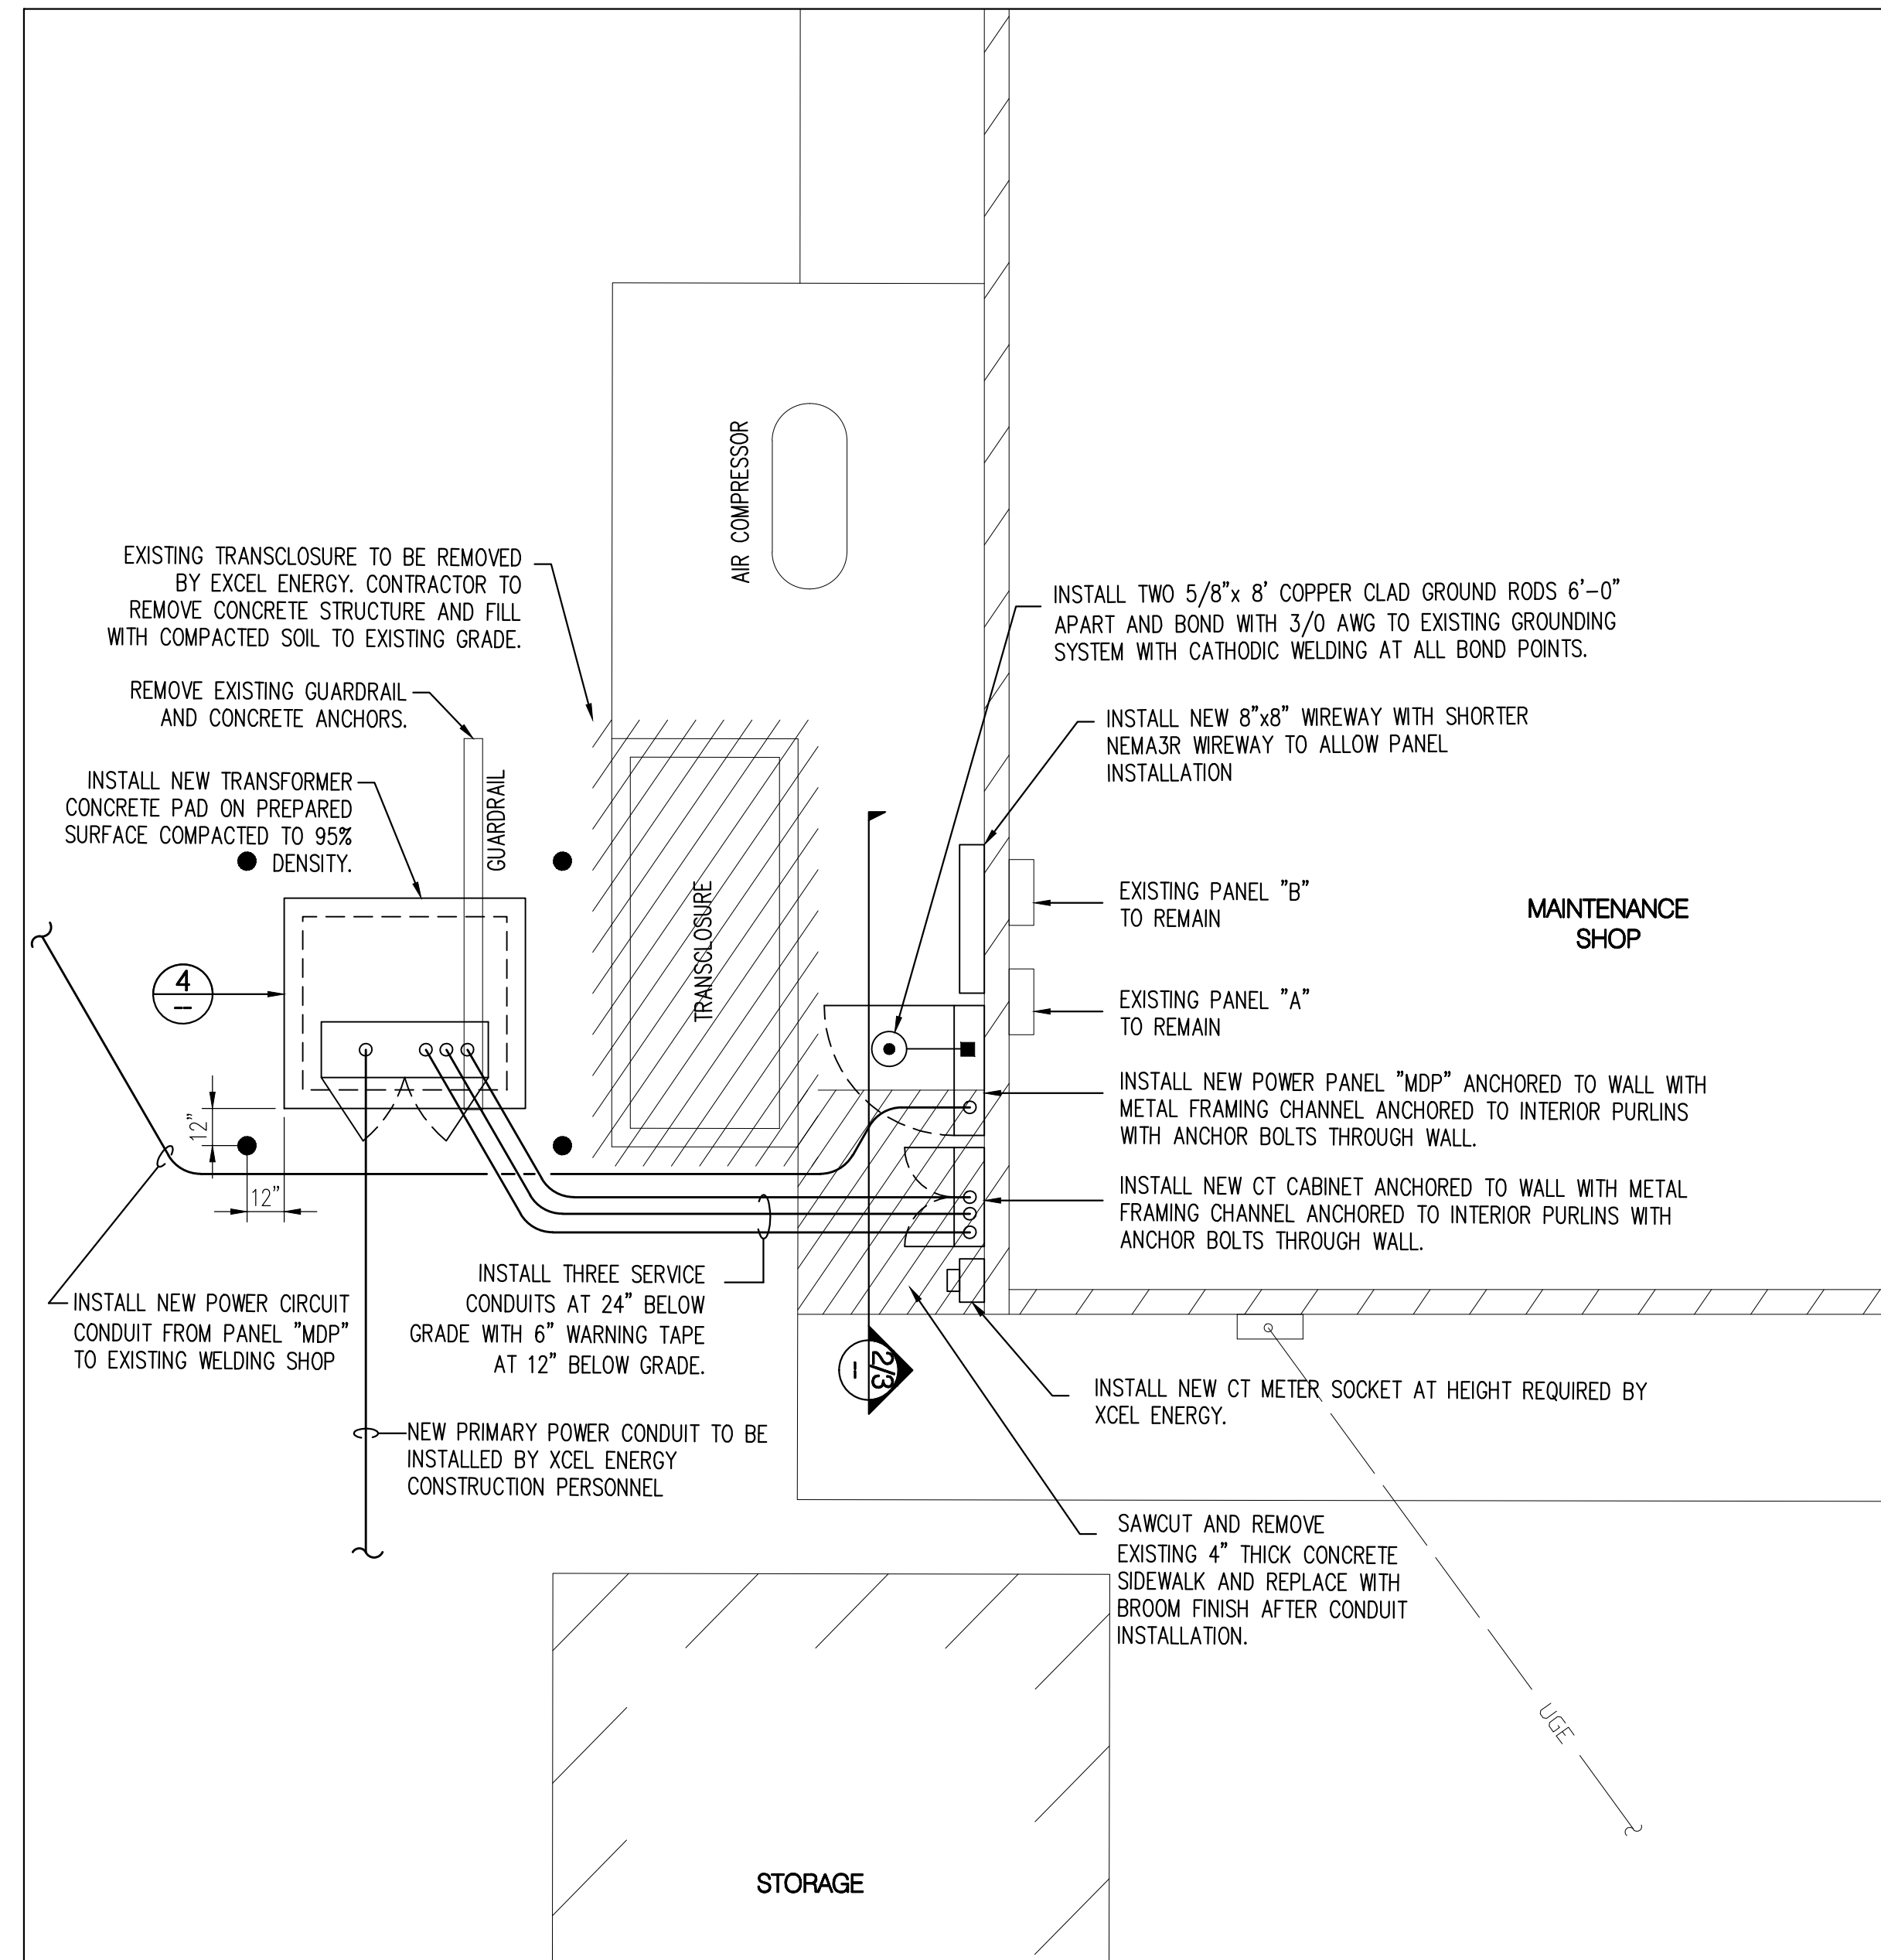 AIR COMPRESSOR
EXISTING TRANSCLOSURE TO BE REMOVED
BY EXCEL ENERGY. CONTRACTOR TO
REMOVE CONCRETE STRUCTURE AND FILL
WITH COMPACTED SOIL TO EXISTING GRADE.
INSTALL TWO 5/8"x 8' COPPER CLAD GROUND RODS 6'-0"
APART AND BOND WITH 3/0 AWG TO EXISTING GROUNDING
SYSTEM WITH CATHODIC WELDING AT ALL BOND POINTS.
REMOVE EXISTING GUARDRAIL
AND CONCRETE ANCHORS.
INSTALL NEW 8"x8" WIREWAY WITH SHORTER
NEMA3R WIREWAY TO ALLOW PANEL
INSTALLATION
INSTALL NEW TRANSFORMER
CONCRETE PAD ON PREPARED
SURFACE COMPACTED TO 95%
DENSITY.
GUARDRAIL
TRANSCLOSURE
EXISTING PANEL "B"
TO REMAIN
MAINTENANCE
SHOP
4
--
EXISTING PANEL "A"
TO REMAIN
INSTALL NEW POWER PANEL "MDP" ANCHORED TO WALL WITH
METAL FRAMING CHANNEL ANCHORED TO INTERIOR PURLINS
WITH ANCHOR BOLTS THROUGH WALL.
12"
12"
INSTALL NEW CT CABINET ANCHORED TO WALL WITH METAL
FRAMING CHANNEL ANCHORED TO INTERIOR PURLINS WITH
ANCHOR BOLTS THROUGH WALL.
INSTALL THREE SERVICE
CONDUITS AT 24" BELOW
GRADE WITH 6" WARNING TAPE
AT 12" BELOW GRADE.
INSTALL NEW POWER CIRCUIT
CONDUIT FROM PANEL "MDP"
TO EXISTING WELDING SHOP
2/3
-
INSTALL NEW CT METER SOCKET AT HEIGHT REQUIRED BY
XCEL ENERGY.
NEW PRIMARY POWER CONDUIT TO BE
INSTALLED BY XCEL ENERGY
CONSTRUCTION PERSONNEL
SAWCUT AND REMOVE
EXISTING 4" THICK CONCRETE
SIDEWALK AND REPLACE WITH
BROOM FINISH AFTER CONDUIT
INSTALLATION.
UGE
STORAGE